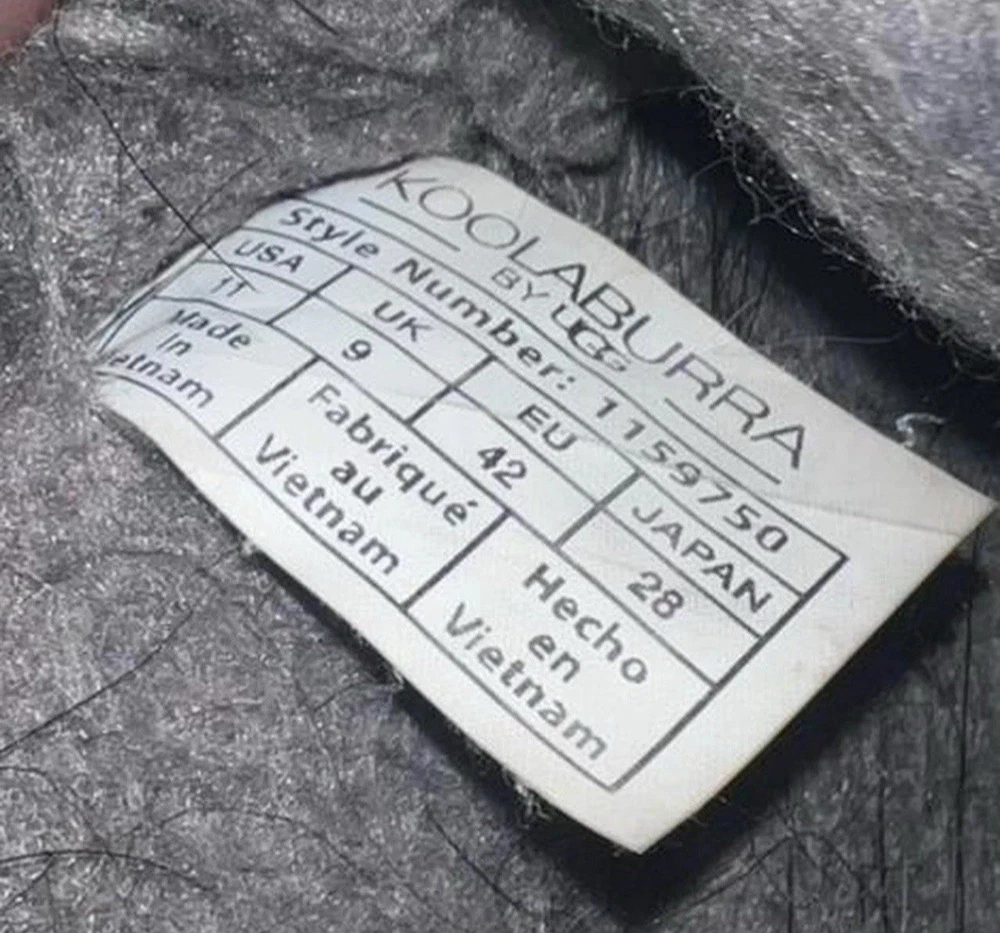 KOOLABURRA
BY UGG
Style Number: 1159750
USA UK EU JAPAN
11 9 42 28
Made in Vietnam
Fabriqué au Vietnam
Hecho en Vietnam